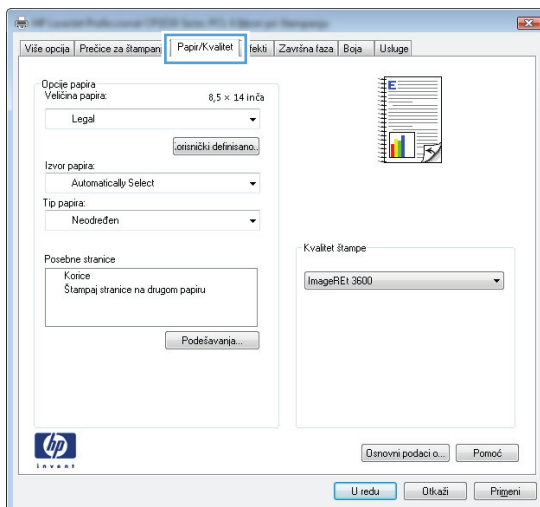 Više opcija
Prečice za štampan
Papir/Kvalitet
fekti
Završna faza
Boja
Usluge
Opcije papira
Veličina papira:
8,5 × 14 inča
Legal
orisnički definisano..
Izvor papira:
Automatically Select
Tip papira:
Neodređen
Posebne stranice
Korice
Štampaj stranice na drugom papiru
Podešavanja...
E
Kvalitet štampe
ImageREt 3600
hp
invent
Osnovni podaci o...
Pomoć
U redu
Otkaži
Primeni